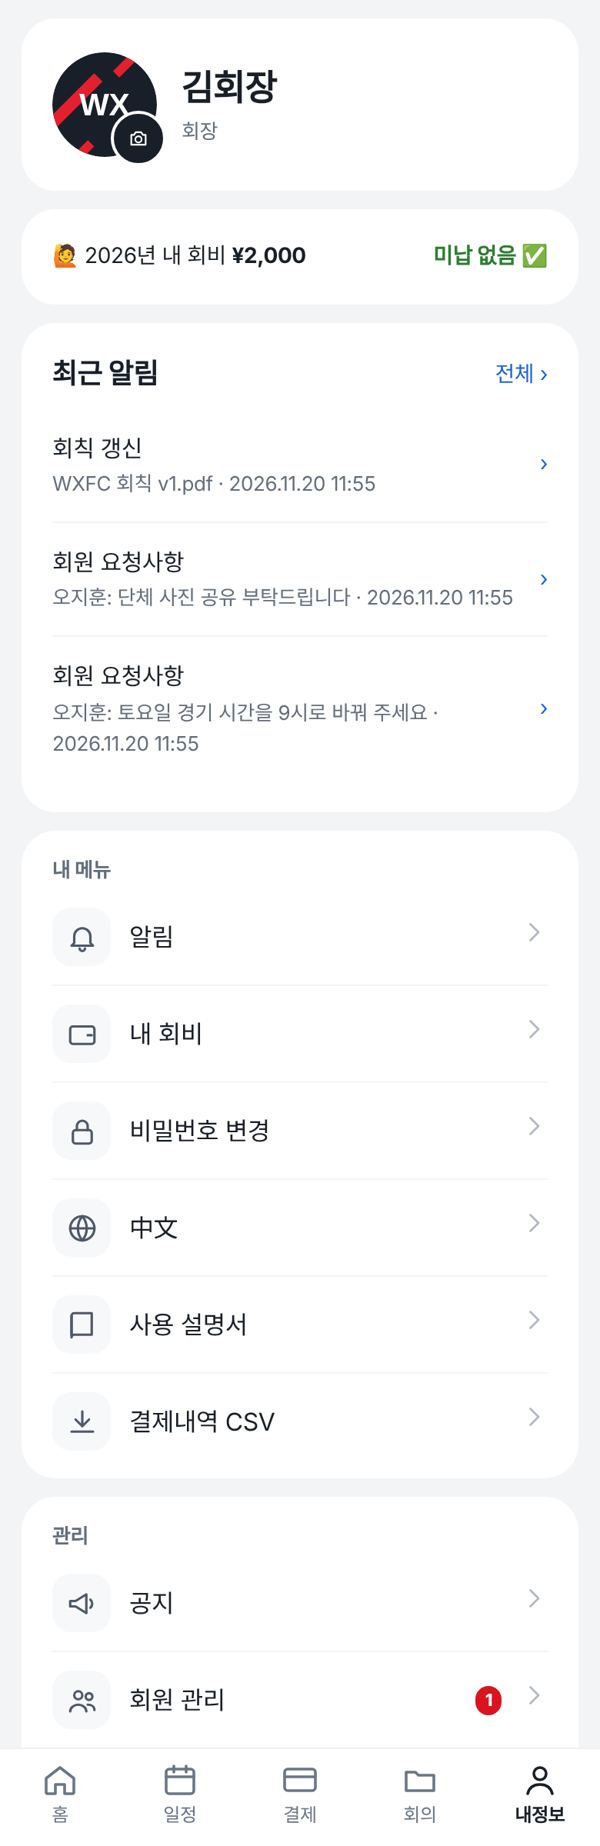 WX
김회장
회장
🙋 2026년 내 회비 ¥2,000 미납 없음 ✅
최근 알림 전체 ›
회칙 갱신
WXFC 회칙 v1.pdf · 2026.11.20 11:55
회원 요청사항
오지훈: 단체 사진 공유 부탁드립니다 · 2026.11.20 11:55
회원 요청사항
오지훈: 토요일 경기 시간을 9시로 바꿔 주세요 ·
2026.11.20 11:55
내 메뉴
알림
내 회비
비밀번호 변경
中文
사용 설명서
결제내역 CSV
관리
공지
회원 관리 1
홈 일정 결제 회의 내정보